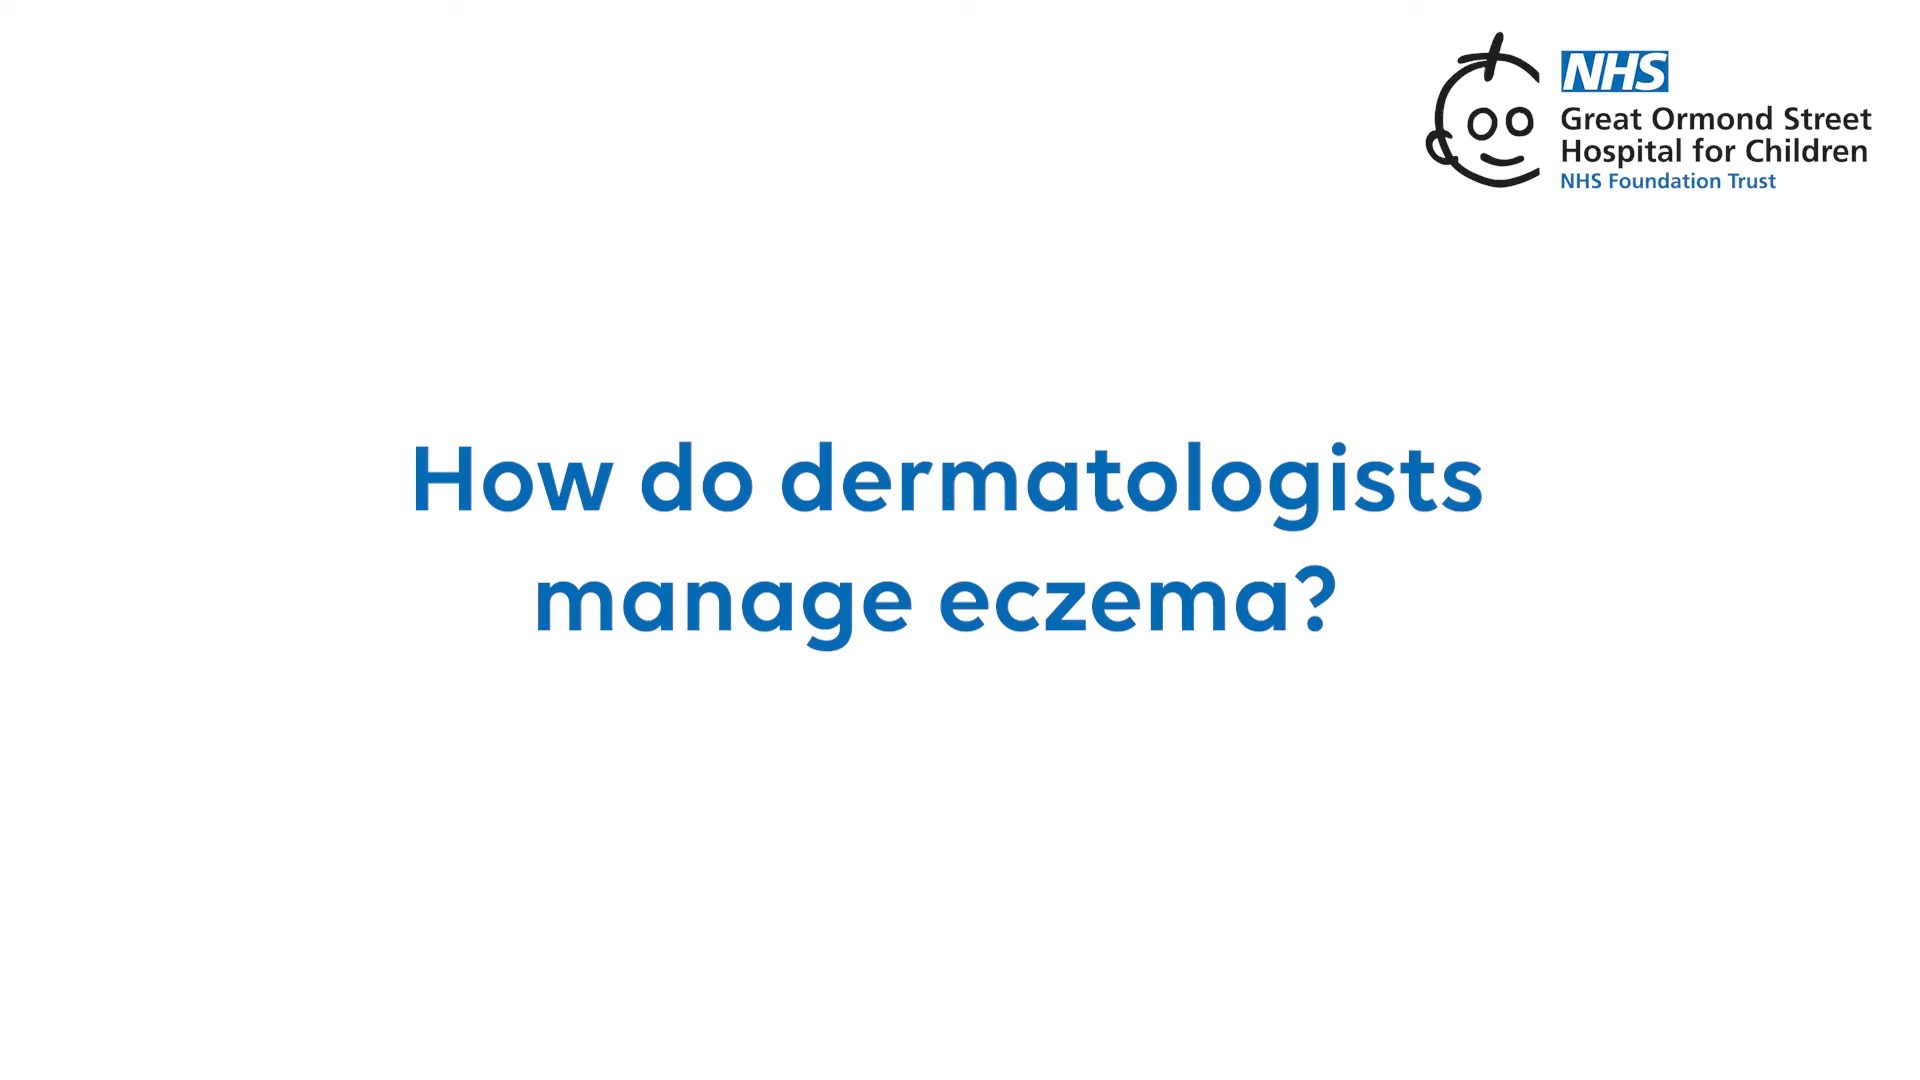 NHS
Great Ormond Street
Hospital for Children
NHS Foundation Trust
How do dermatologists
manage eczema?